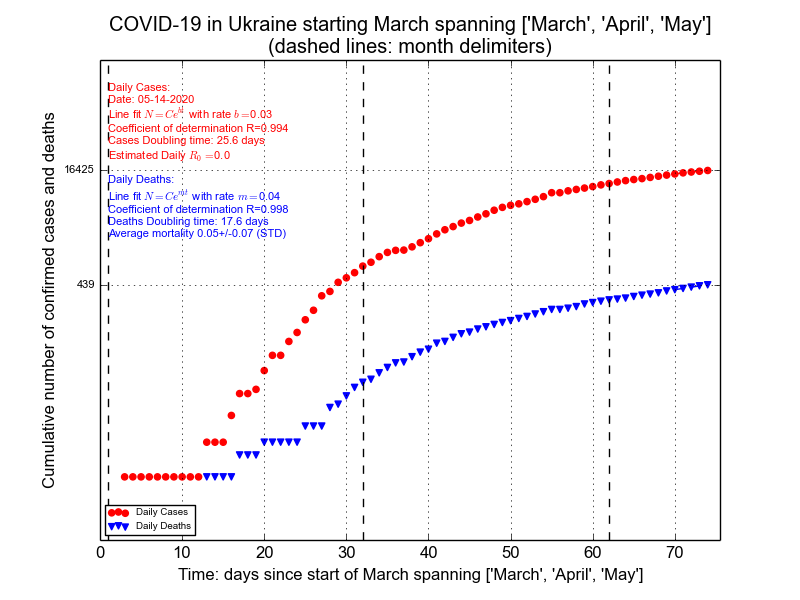 COVID-19 in Ukraine starting March spanning ['March', 'April', 'May']
(dashed lines: month delimiters)
Daily Cases:
Date: 05-14-2020
Line fit N = Ce^{bt} with rate b =0.03
Coefficient of determination R=0.994
Cases Doubling time: 25.6 days
Estimated Daily R_0 =0.0
Daily Deaths:
Line fit N = Ce^{mt} with rate m =0.04
Coefficient of determination R=0.998
Deaths Doubling time: 17.6 days
Average mortality 0.05+/-0.07 (STD)
Cumulative number of confirmed cases and deaths
16425
439
Daily Cases
Daily Deaths
0 10 20 30 40 50 60 70
Time: days since start of March spanning ['March', 'April', 'May']